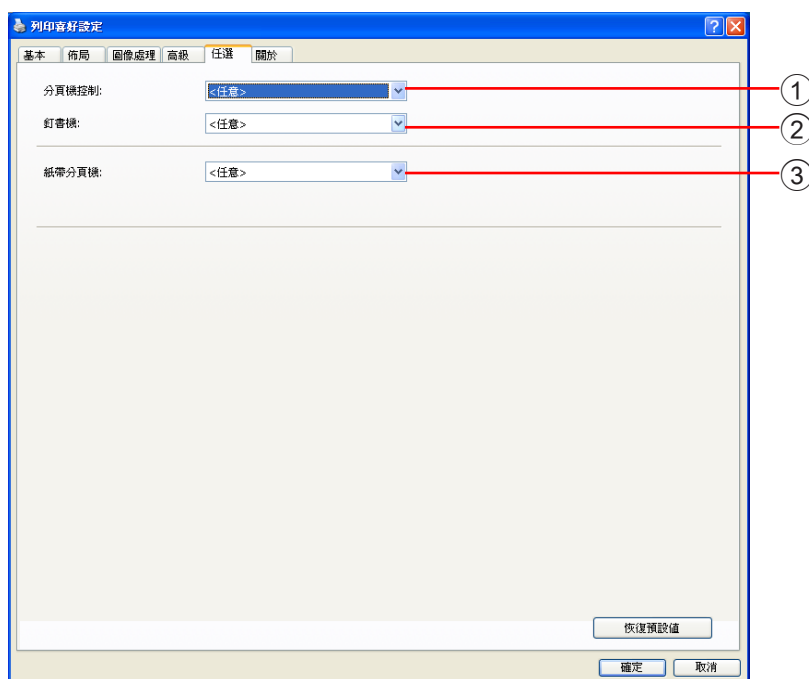 列印喜好設定
基本 佈局 圖像處理 高級 任選 關於
分頁機控制: <任意> ①
釘書機: <任意> ②
紙帶分頁機: <任意> ③
恢復預設值
確定 取消